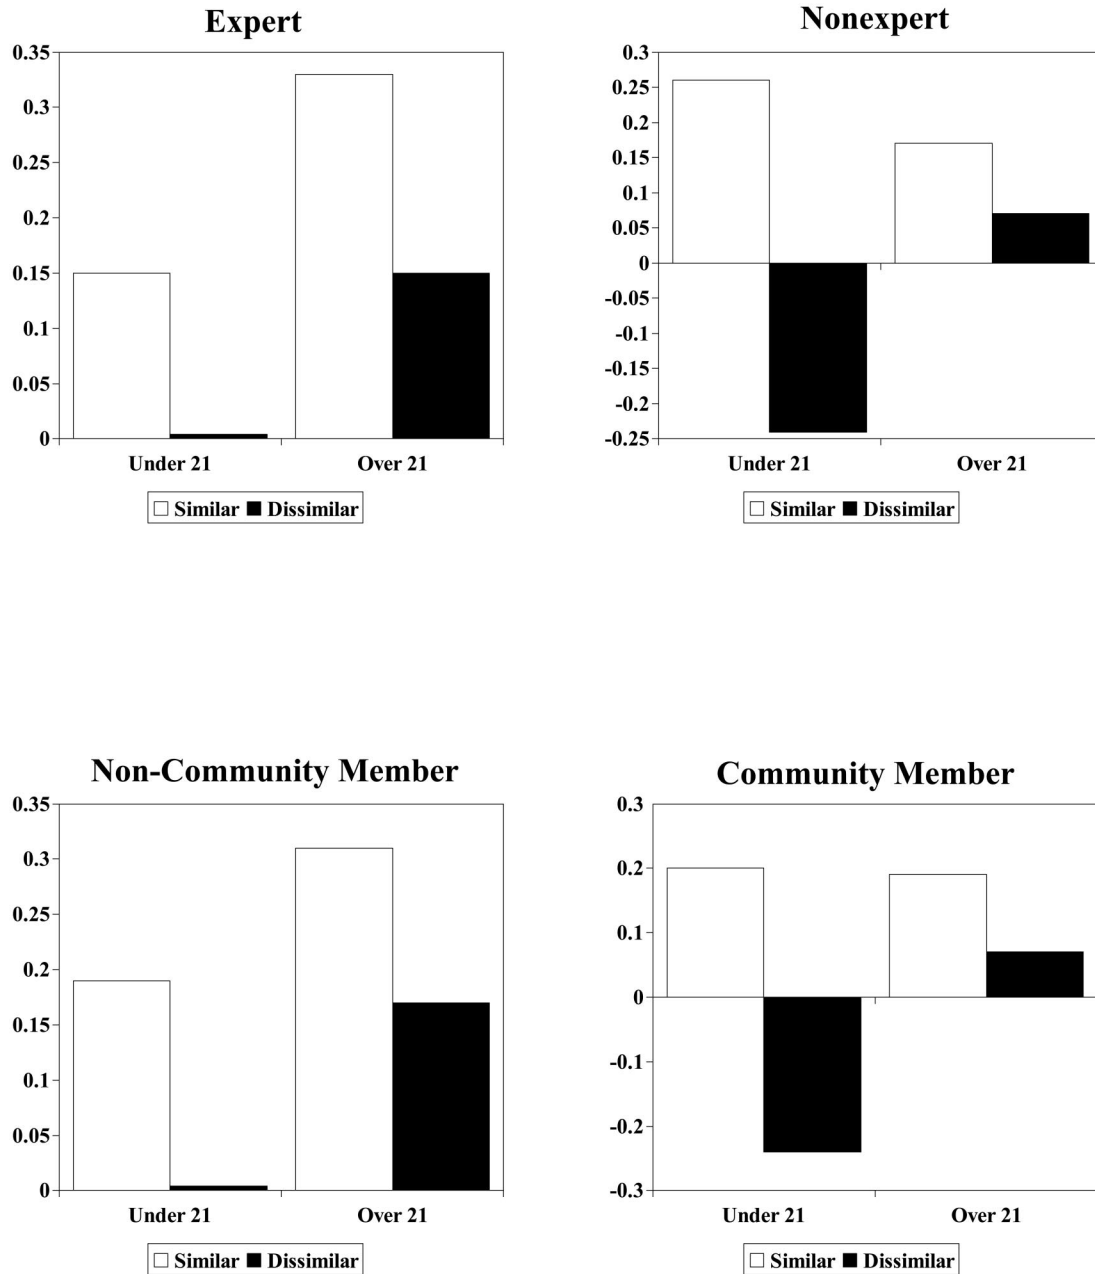 Expert
0.35
0.3
0.25
0.2
0.15
0.1
0.05
0
Under 21 Over 21
Similar Dissimilar
Nonexpert
0.3
0.25
0.2
0.15
0.1
0.05
0
-0.05
-0.1
-0.15
-0.2
-0.25
Under 21 Over 21
Similar Dissimilar
Non-Community Member
0.35
0.3
0.25
0.2
0.15
0.1
0.05
0
Under 21 Over 21
Similar Dissimilar
Community Member
0.3
0.2
0.1
0
-0.1
-0.2
-0.3
Under 21 Over 21
Similar Dissimilar